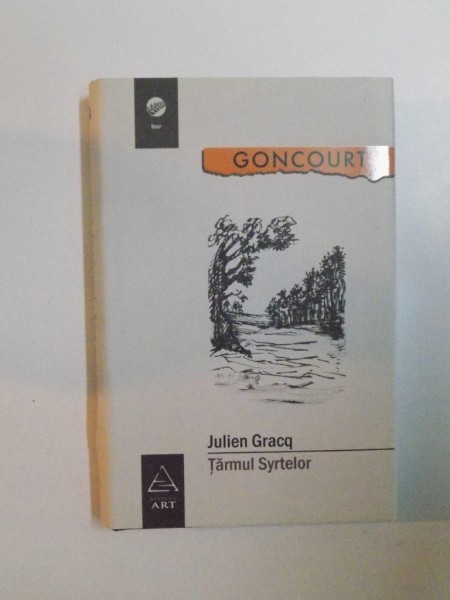 GONCOURT
Julien Gracq
Țărmul Syrtelor
ART